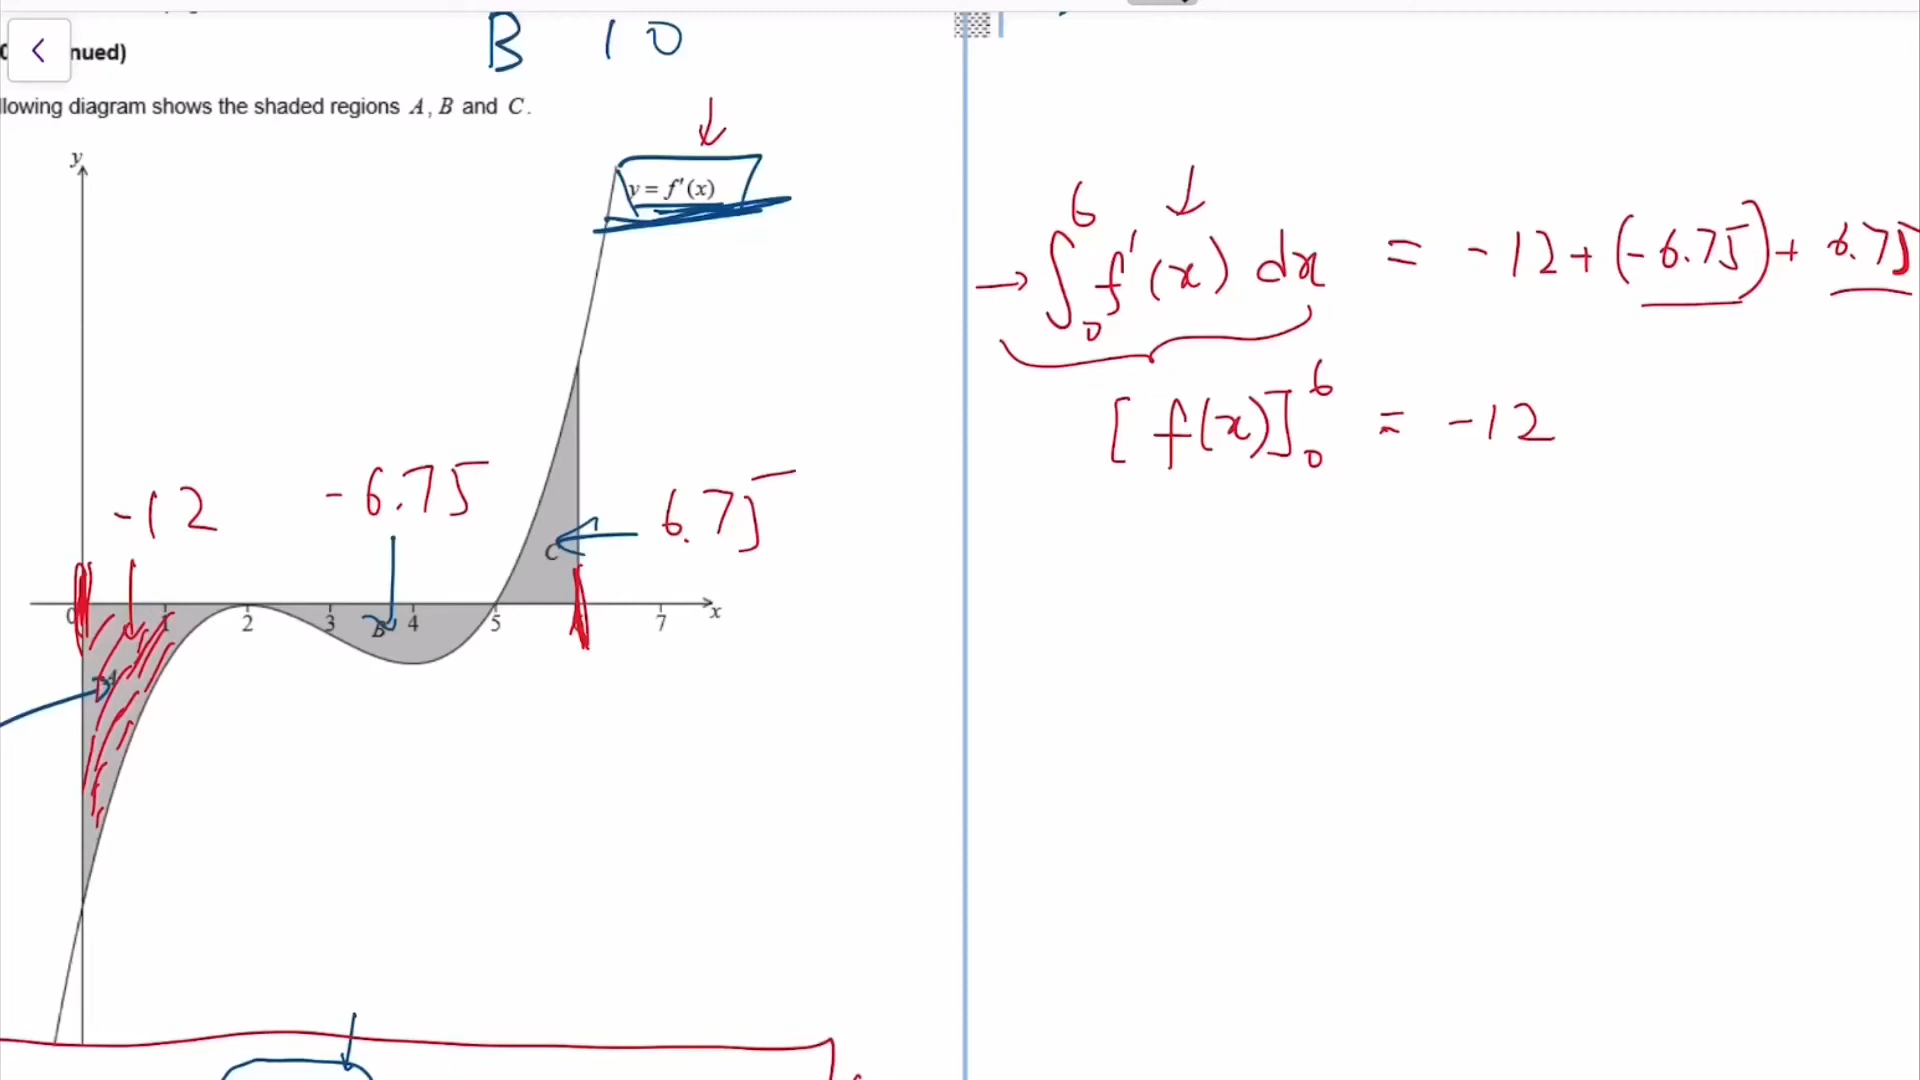 nued)
B 10
llowing diagram shows the shaded regions A, B and C.
y
y = f'(x)
-12
-6.75
6.75
C
0 1 2 3 4 5 7 x
B
A
∫₀⁶ f'(x) dx = -12 + (-6.75) + 6.75
[f(x)]₀⁶ = -12